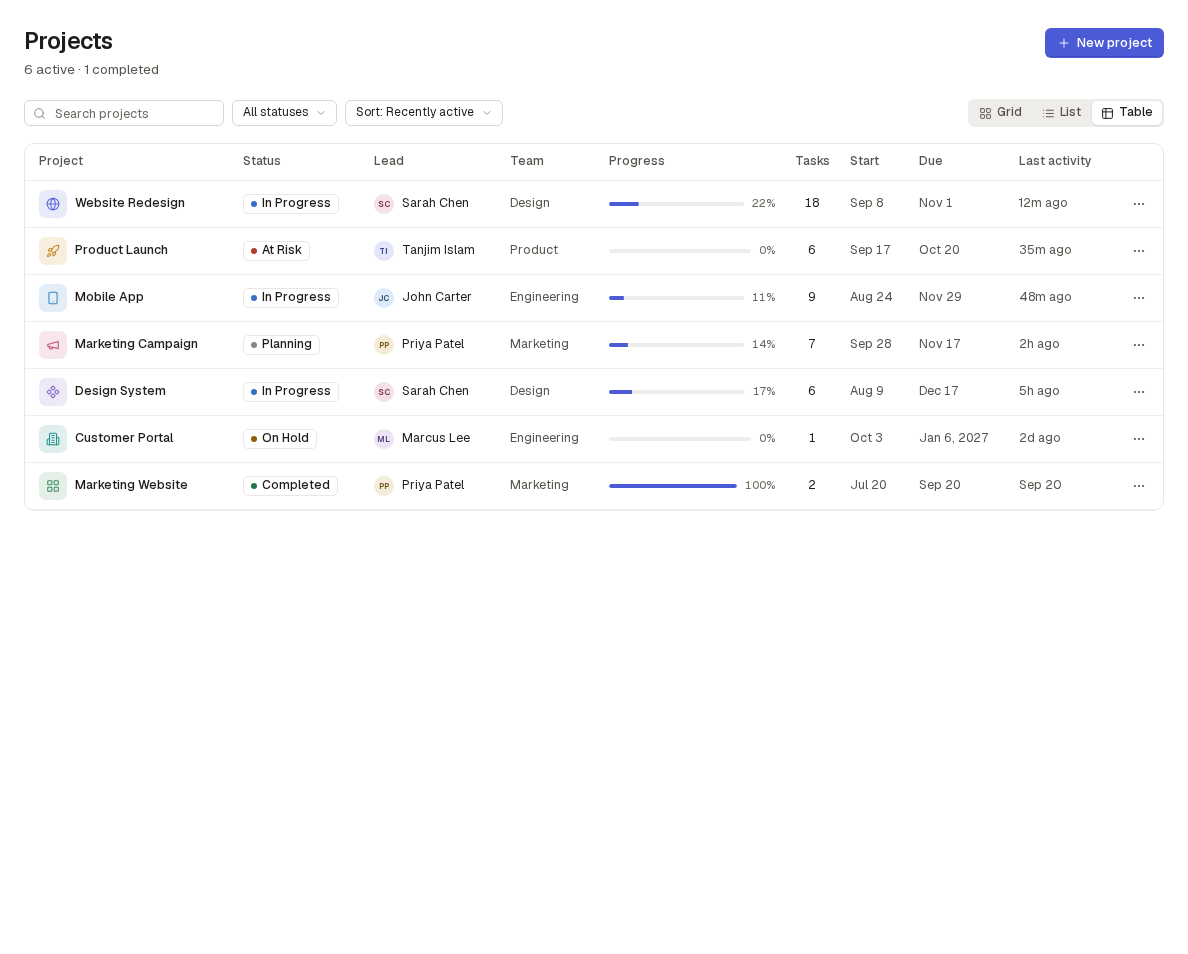 Projects
New project
6 active · 1 completed
Search projects
All statuses
Sort: Recently active
Grid
List
Table
Project Status Lead Team Progress Tasks Start Due Last activity
Website Redesign In Progress SC Sarah Chen Design 22% 18 Sep 8 Nov 1 12m ago
Product Launch At Risk TI Tanjim Islam Product 0% 6 Sep 17 Oct 20 35m ago
Mobile App In Progress JC John Carter Engineering 11% 9 Aug 24 Nov 29 48m ago
Marketing Campaign Planning PP Priya Patel Marketing 14% 7 Sep 28 Nov 17 2h ago
Design System In Progress SC Sarah Chen Design 17% 6 Aug 9 Dec 17 5h ago
Customer Portal On Hold ML Marcus Lee Engineering 0% 1 Oct 3 Jan 6, 2027 2d ago
Marketing Website Completed PP Priya Patel Marketing 100% 2 Jul 20 Sep 20 Sep 20